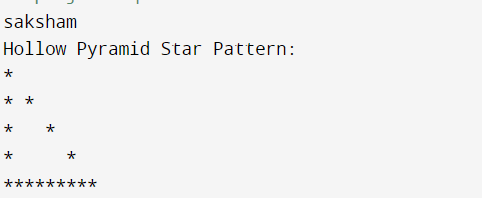 saksham
Hollow Pyramid Star Pattern:
*
* *
*   *
*     *
*********